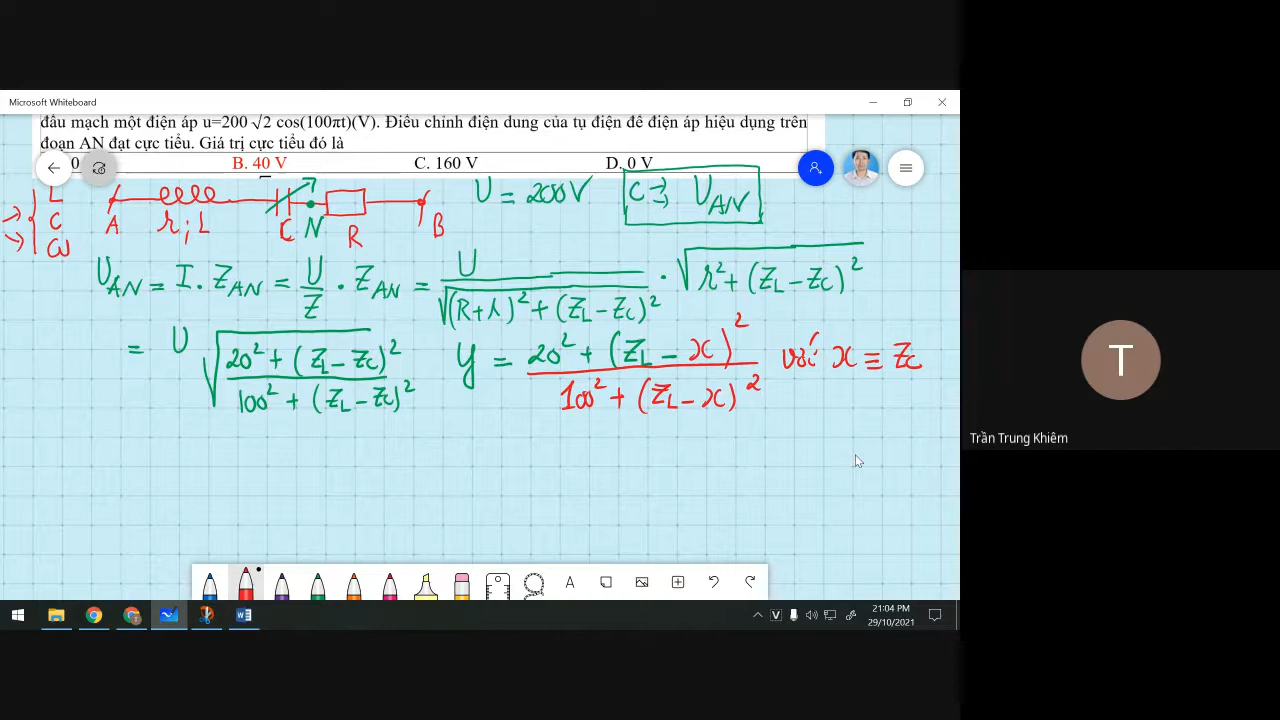 Microsoft Whiteboard
đầu mạch một điện áp u=200√2 cos(100πt)(V). Điều chỉnh điện dung của tụ điện để điện áp hiệu dụng trên
đoạn AN đạt cực tiểu. Giá trị cực tiểu đó là
B. 40 V C. 160 V D. 0 V
L
C
ω
A r; L C N R B
U = 200V
C → U_AN
U_AN = I . Z_AN = U/Z . Z_AN = U/√((R+r)² + (Z_L - Z_C)²) . √(r² + (Z_L - Z_C)²)
= U √((20² + (Z_L - Z_C)²)/(100² + (Z_L - Z_C)²))
y = (20² + (Z_L - x)²)/(100² + (Z_L - x)²) với x ≡ Z_C
T
Trần Trung Khiêm
A
V
W
21:04 PM
29/10/2021